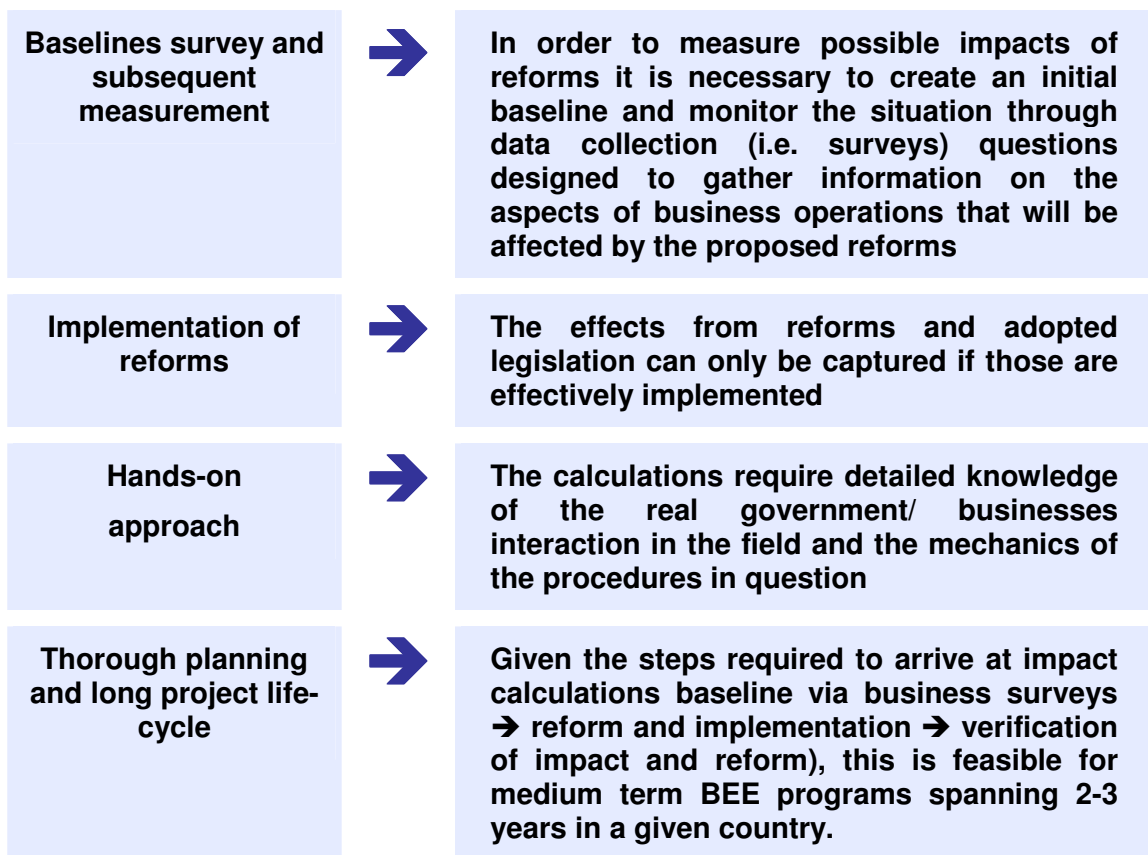 Baselines survey and
subsequent
measurement
➔
In order to measure possible impacts of
reforms it is necessary to create an initial
baseline and monitor the situation through
data collection (i.e. surveys) questions
designed to gather information on the
aspects of business operations that will be
affected by the proposed reforms
Implementation of
reforms
➔
The effects from reforms and adopted
legislation can only be captured if those are
effectively implemented
Hands-on
approach
➔
The calculations require detailed knowledge
of the real government/ businesses
interaction in the field and the mechanics of
the procedures in question
Thorough planning
and long project life-
cycle
➔
Given the steps required to arrive at impact
calculations baseline via business surveys
➔ reform and implementation ➔ verification
of impact and reform), this is feasible for
medium term BEE programs spanning 2-3
years in a given country.